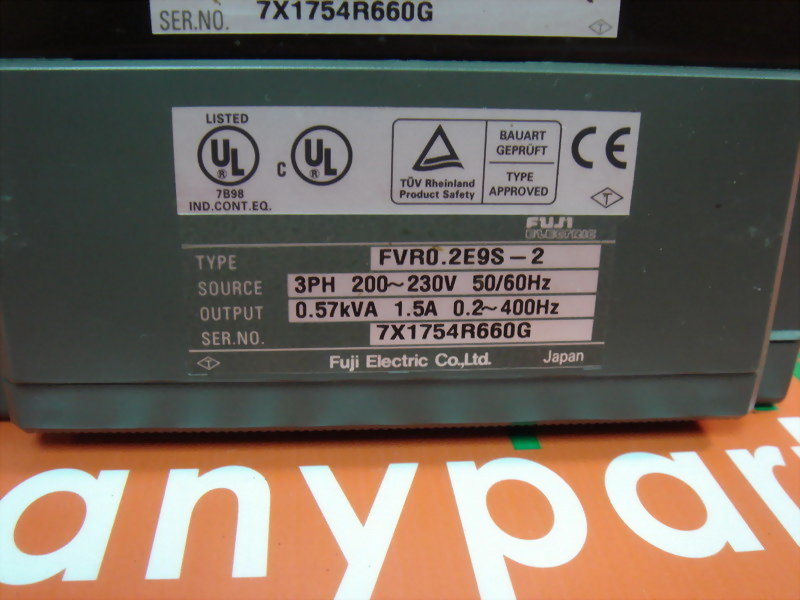 SER.NO. 7X1754R660G
T
LISTED
UL ®
7B98
IND.CONT.EQ.
C UL ®
TÜV Rheinland
Product Safety
BAUART
GEPRÜFT
TYPE
APPROVED
CE
T
FUJI
ELECTRIC
TYPE FVR0.2E9S-2
SOURCE 3PH 200~230V 50/60Hz
OUTPUT 0.57kVA 1.5A 0.2~400Hz
SER.NO. 7X1754R660G
T Fuji Electric Co.,Ltd. Japan
anypart